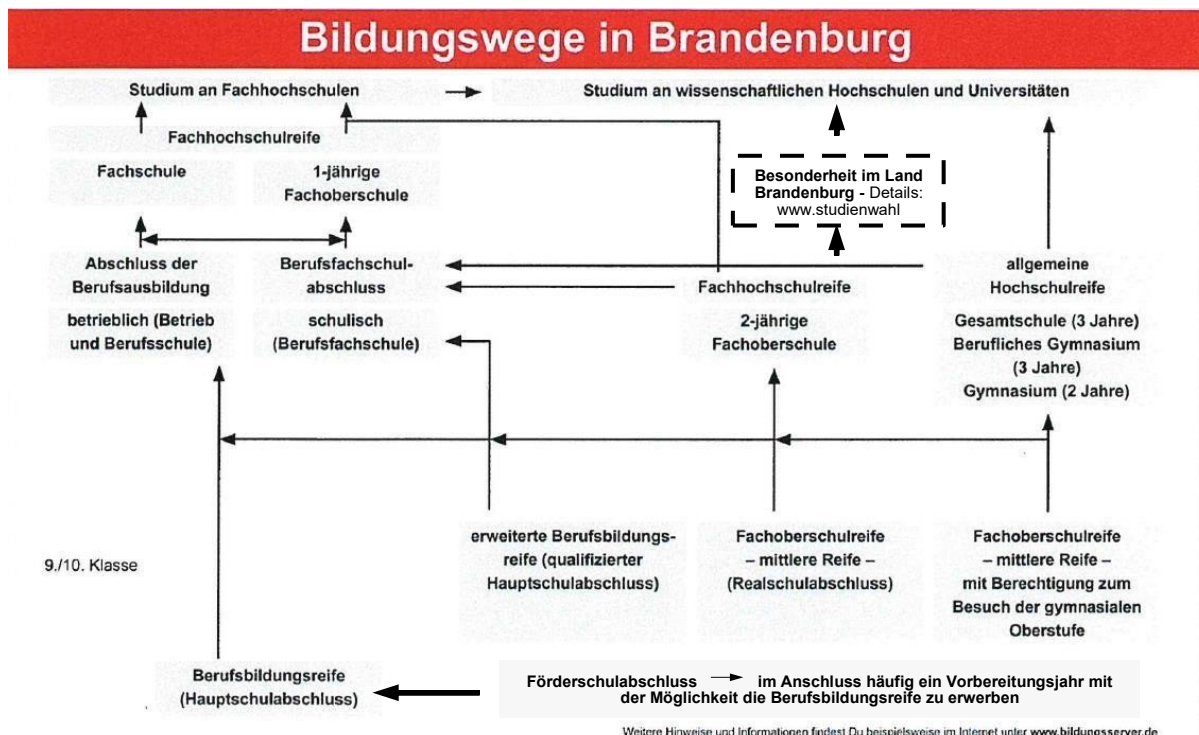 Bildungswege in Brandenburg
Studium an Fachhochschulen
Studium an wissenschaftlichen Hochschulen und Universitäten
Fachhochschulreife
Fachschule
1-jährige
Fachoberschule
Besonderheit im Land
Brandenburg - Details:
www.studienwahl
Abschluss der
Berufsausbildung
Berufsfachschul-
abschluss
Fachhochschulreife
allgemeine
Hochschulreife
betrieblich (Betrieb
und Berufsschule)
schulisch
(Berufsfachschule)
2-jährige
Fachoberschule
Gesamtschule (3 Jahre)
Berufliches Gymnasium
(3 Jahre)
Gymnasium (2 Jahre)
9./10. Klasse
erweiterte Berufsbildungs-
reife (qualifizierter
Hauptschulabschluss)
Fachoberschulreife
– mittlere Reife –
(Realschulabschluss)
Fachoberschulreife
– mittlere Reife –
mit Berechtigung zum
Besuch der gymnasialen
Oberstufe
Berufsbildungsreife
(Hauptschulabschluss)
Förderschulabschluss → im Anschluss häufig ein Vorbereitungsjahr mit
der Möglichkeit die Berufsbildungsreife zu erwerben
Weitere Hinweise und Informationen findest Du beispielsweise im Internet unter www.bildungsserver.de